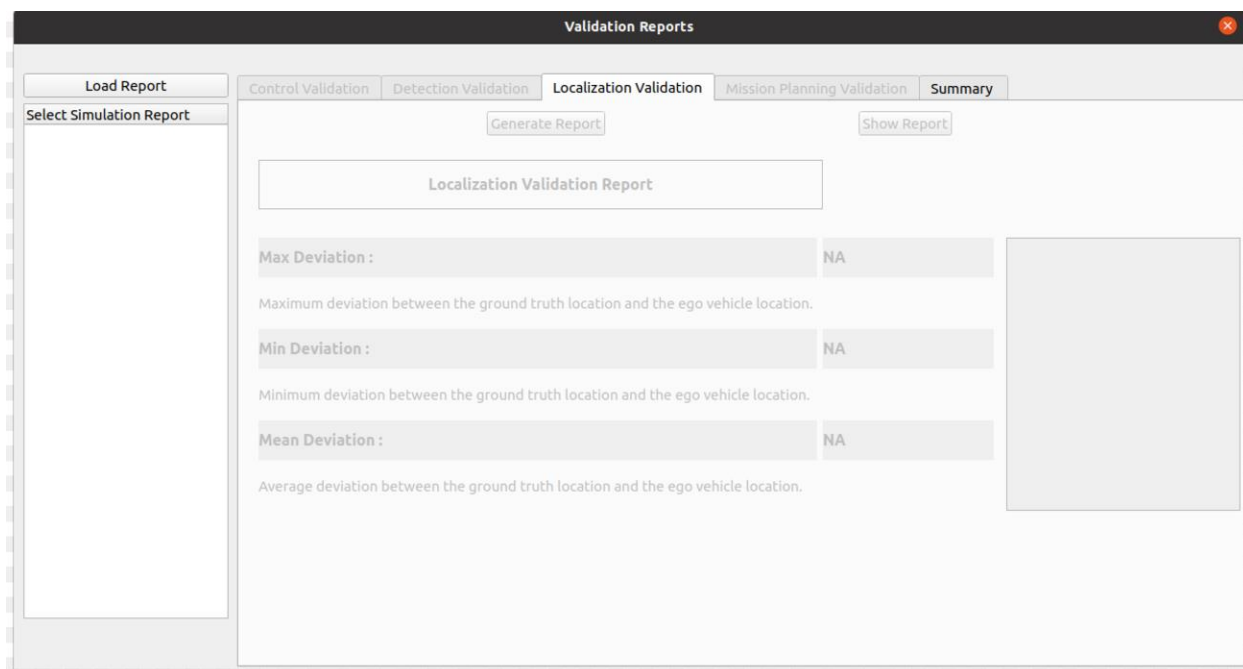 Validation Reports
Load Report
Control Validation Detection Validation Localization Validation Mission Planning Validation Summary
Select Simulation Report
Generate Report Show Report
Localization Validation Report
Max Deviation : NA
Maximum deviation between the ground truth location and the ego vehicle location.
Min Deviation : NA
Minimum deviation between the ground truth location and the ego vehicle location.
Mean Deviation : NA
Average deviation between the ground truth location and the ego vehicle location.